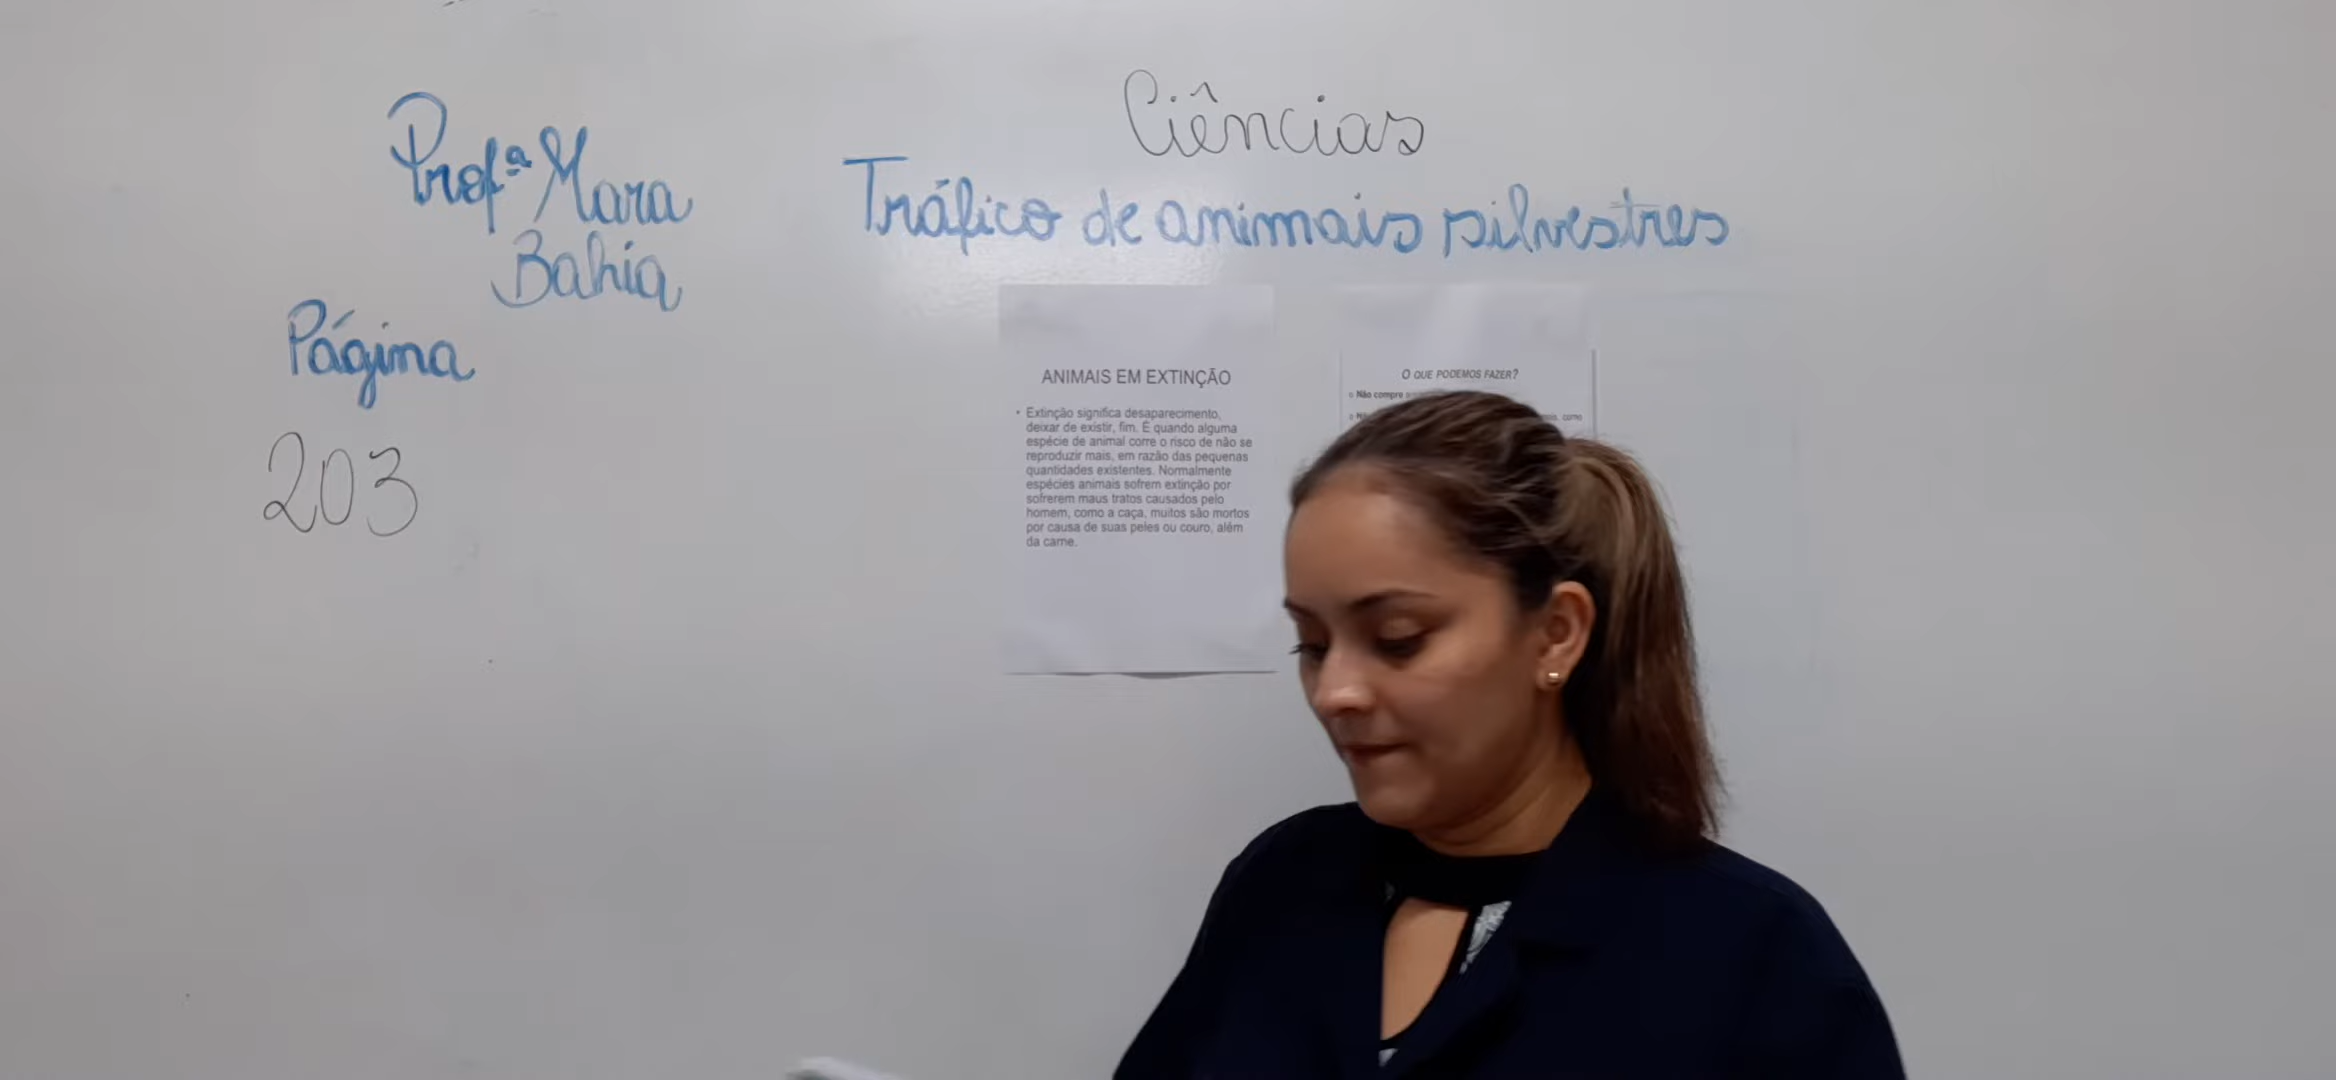 Profª Mara
Bahia
Página
203
Ciências
Tráfico de animais silvestres
ANIMAIS EM EXTINÇÃO
• Extinção significa desaparecimento,
deixar de existir, fim. É quando alguma
espécie de animal corre o risco de não se
reproduzir mais, em razão das pequenas
quantidades existentes. Normalmente
espécies animais sofrem extinção por
sofrerem maus tratos causados pelo
homem, como a caça, muitos são mortos
por causa de suas peles ou couro, além
da carne.
O QUE PODEMOS FAZER?
o Não compre
o
como